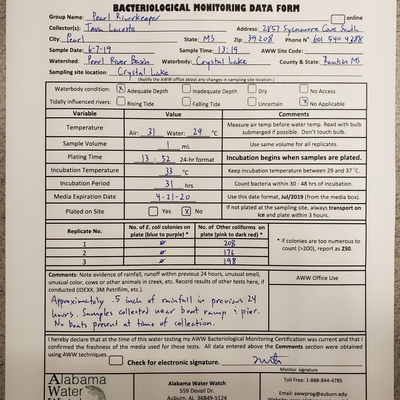 BACTERIOLOGICAL MONITORING DATA FORM
Group Name: Pearl Riverkeeper online
Collector(s): Address: 2857 Sycamore Cove South
City: Pearl State: MS Zip: 39208 Phone N° 601 540 4288
Sample Date: 6-7-19 Sample Time: 13:19 AWW Site Code:
Watershed: Pearl River Basin Waterbody: Crystal Lake County & State: Rankin MS
Sampling site location: Crystal Lake
(Notify the AWW office about any changes in sampling site location.)
Waterbody condition: X Adequate Depth Inadequate Depth Dry No Access
Tidally influenced rivers: Rising Tide Falling Tide Uncertain X No Applicable
Variable Value Comments
Temperature Air: 31 Water: 29 °C Measure air temp before water temp. Read with bulb submerged if possible. Don't touch bulb.
Sample Volume 1 mL Use same volume for all replicates.
Plating Time 13:52 24-hr format Incubation begins when samples are plated.
Incubation Temperature 33 °C Keep incubation temperature between 29 and 37 °C.
Incubation Period 31 hrs Count bacteria within 30 - 48 hrs of incubation.
Media Expiration Date 4-21-20 Use this date format, Jul/2019 (from the media box).
Plated on Site Yes X No If not plated at the sampling site, always transport on ice and plate within 3 hours.
Replicate No. No. of E. coli colonies on plate (blue to purple) * No. of Other coliforms on plate (pink to dark red) *
1 ø 208
2 ø 176
3 ø 198
* If colonies are too numerous to count (>200), report as 250.
Comments: Note evidence of rainfall, runoff within previous 24 hours, unusual smell, unusual color, cows or other animals in creek, etc. Record results of other tests here, if conducted (IDEXX, 3M Petrifilm, etc.).
AWW Office Use
Approximately .5 inch of rainfall in previous 24
hours. Samples collected near boat ramp & pier.
No boats present at time of collection.
I hereby declare that at the time of this water testing my AWW Bacteriological Monitoring Certification was current and that I
confirmed the freshness of the media used for these tests. All data entered above the Comments section were obtained
using AWW techniques.
Check for electronic signature.
Monitor signature
Alabama
Water
Alabama Water Watch
559 Devall Dr.
Auburn, AL 36849-5124
Toll Free: 1-888-844-4785
Email: awwprog@auburn.edu